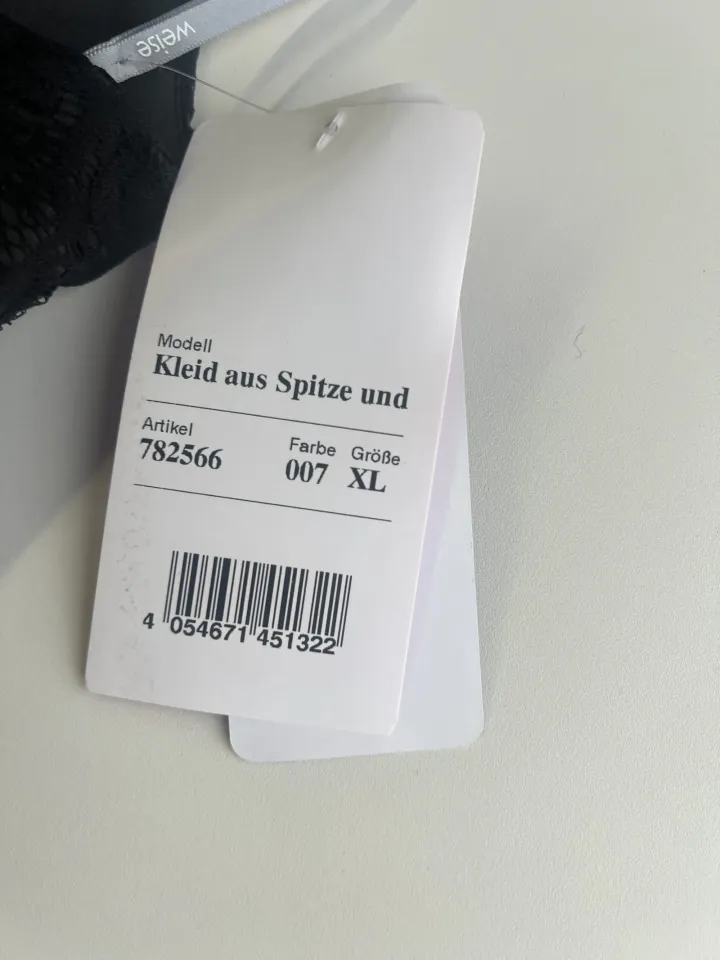 weise
Modell
Kleid aus Spitze und
Artikel Farbe Größe
782566 007 XL
4 054671 451322